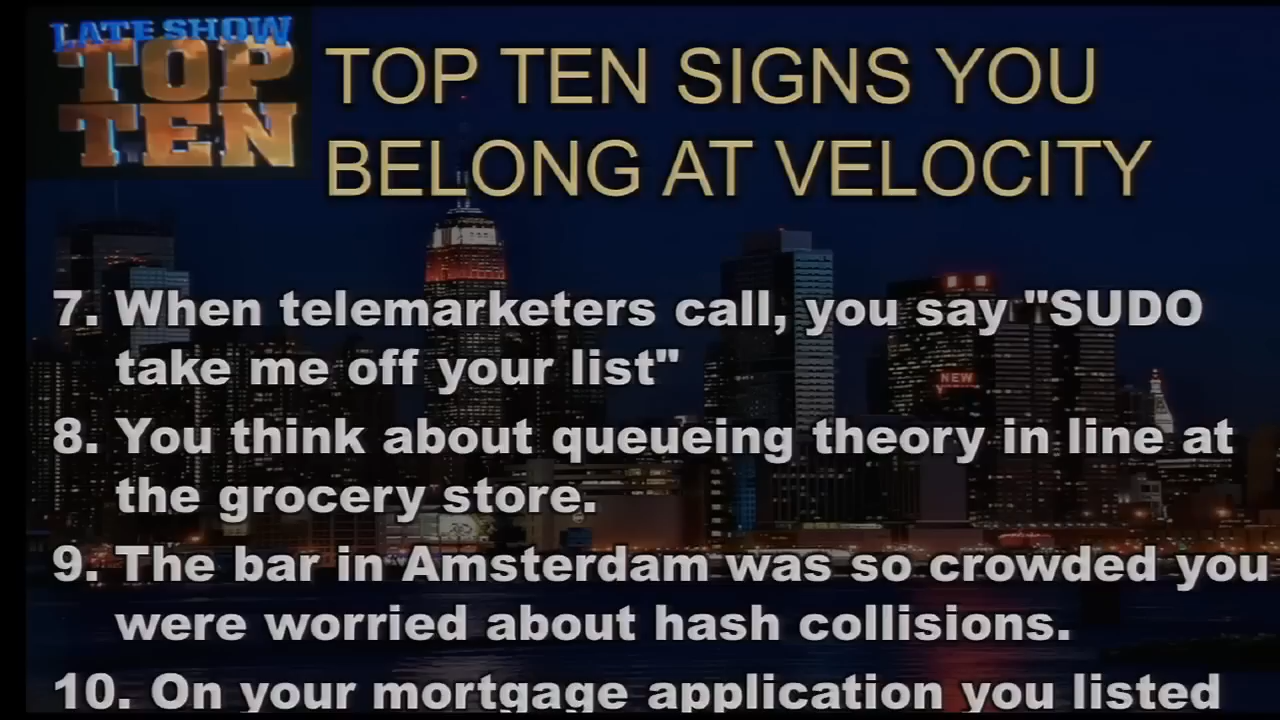 LATE SHOW
TOP
TEN
TOP TEN SIGNS YOU
BELONG AT VELOCITY
7. When telemarketers call, you say "SUDO
take me off your list"
NEW
8. You think about queueing theory in line at
the grocery store.
9. The bar in Amsterdam was so crowded you
were worried about hash collisions.
10. On your mortgage application you listed